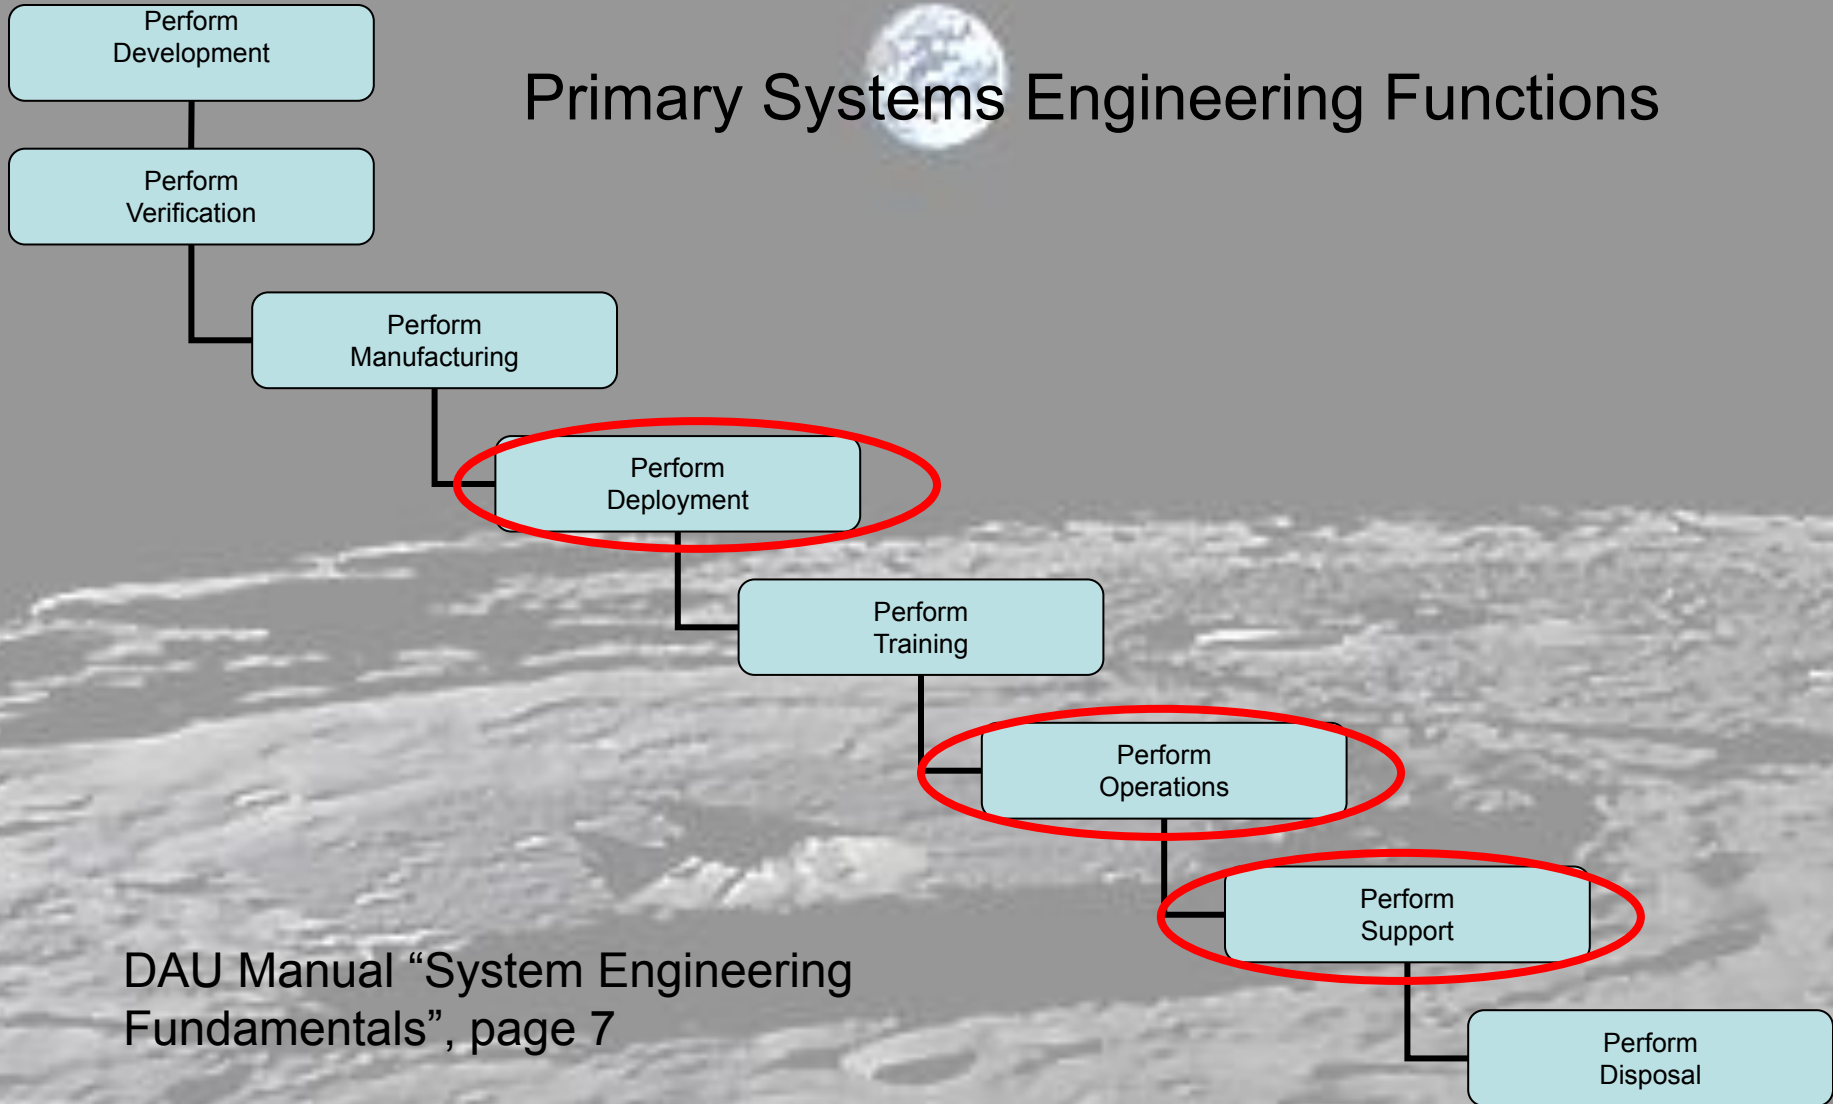 Perform
Development
Primary Systems Engineering Functions
Perform
Verification
Perform
Manufacturing
Perform
Deployment
Perform
Training
Perform
Operations
Perform
Support
DAU Manual “System Engineering
Fundamentals”, page 7
Perform
Disposal